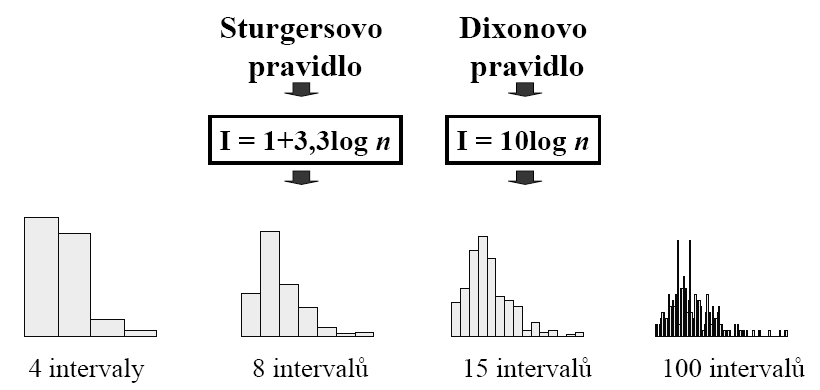 Sturgersovo
pravidlo
Dixonovo
pravidlo
I = 1+3,3log n
I = 10log n
4 intervaly
8 intervalů
15 intervalů
100 intervalů